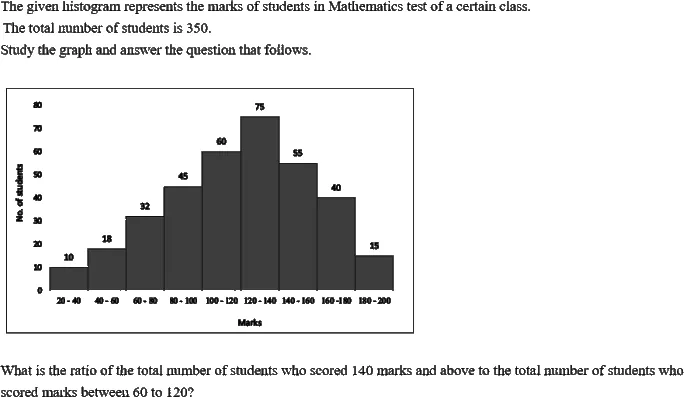 The given histogram represents the marks of students in Mathematics test of a certain class.
The total number of students is 350.
Study the graph and answer the question that follows.
80
70
60
50
40
30
20
10
0
No. of students
10
18
32
45
60
75
55
40
15
20 - 40 40 - 60 60 - 80 80 - 100 100 - 120 120 - 140 140 - 160 160 -180 180 - 200
Marks
What is the ratio of the total number of students who scored 140 marks and above to the total number of students who
scored marks between 60 to 120?